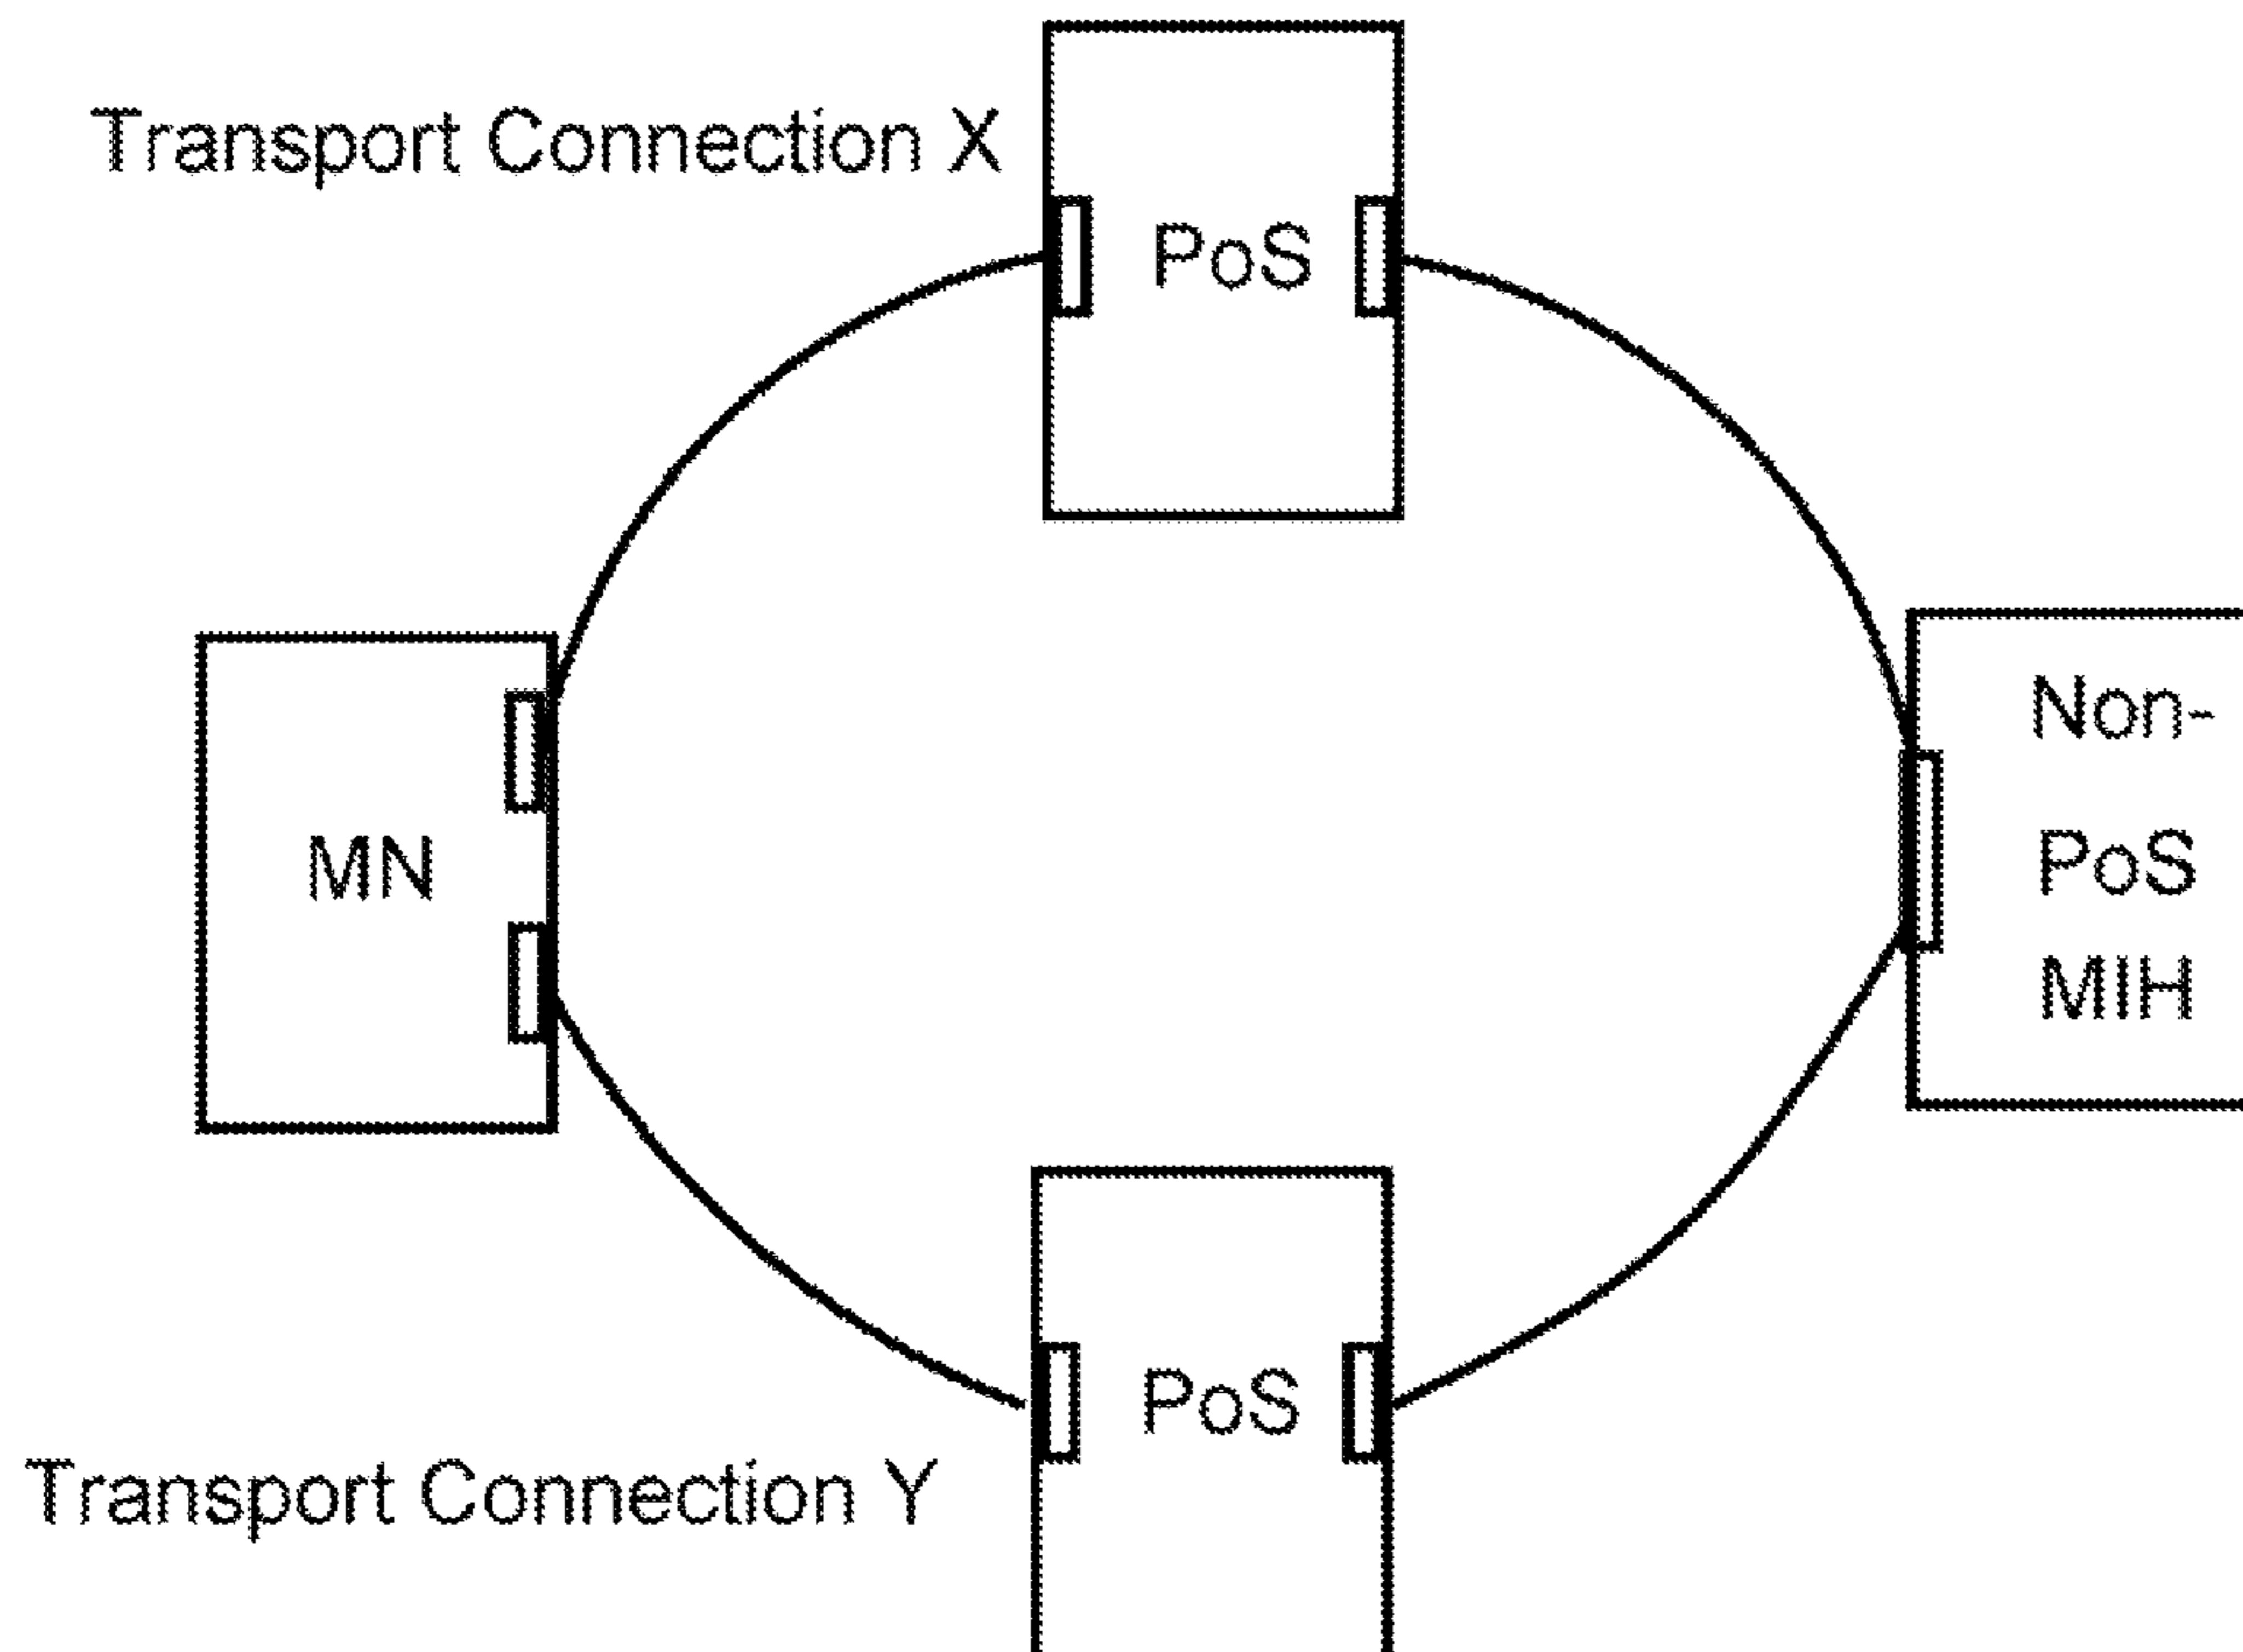 Transport Connection X
PoS
Non-
PoS
MIH
MN
PoS
Transport Connection Y